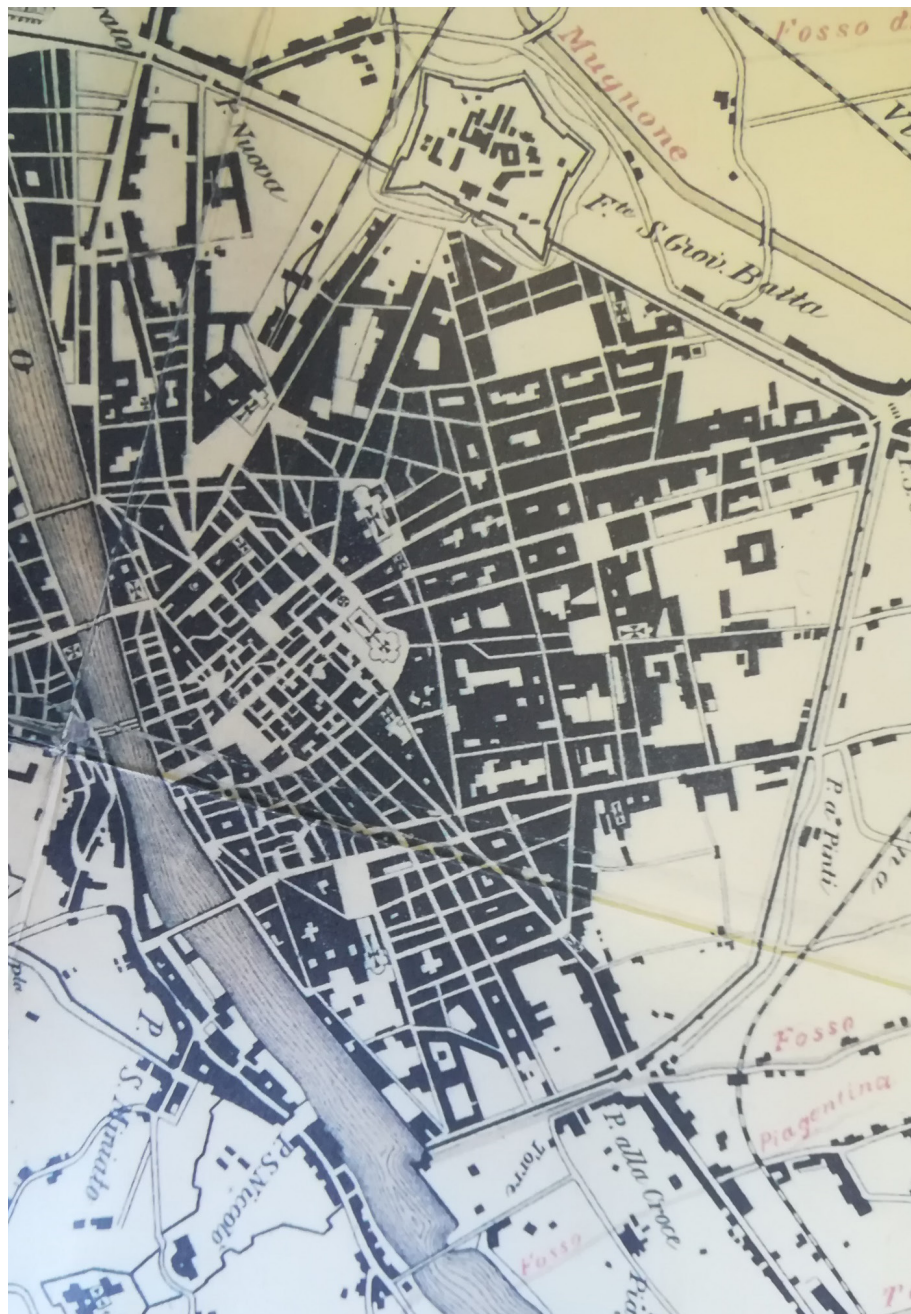 Mugnone
Fosso d
P. Nuova
F.te S. Giov. Batta
P. a Pinti
Fosso
Piagentina
P.
S. Miniato
P. S. Niccolò
Torre
P. alla Croce
Fosso